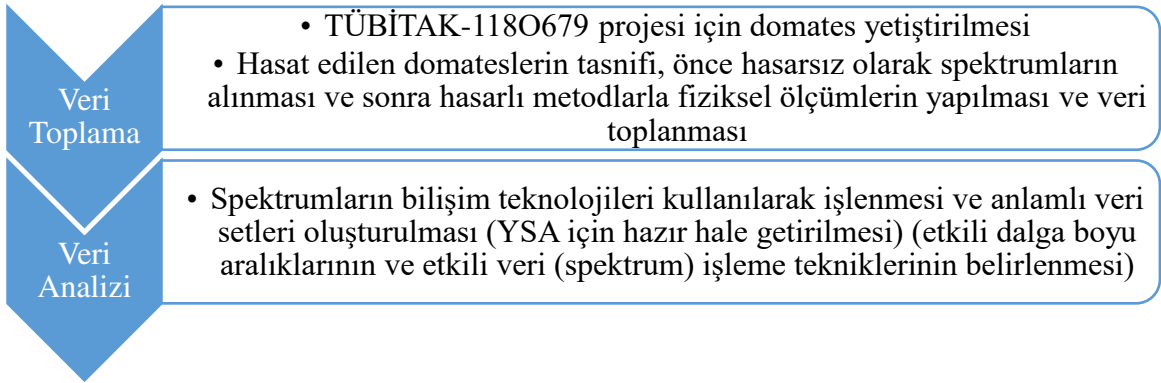 Veri
Toplama
• TÜBİTAK-118O679 projesi için domates yetiştirilmesi
• Hasat edilen domateslerin tasnifi, önce hasarsız olarak spektrumların
alınması ve sonra hasarlı metodlarla fiziksel ölçümlerin yapılması ve veri
toplanması
Veri
Analizi
• Spektrumların bilişim teknolojileri kullanılarak işlenmesi ve anlamlı veri
setleri oluşturulması (YSA için hazır hale getirilmesi) (etkili dalga boyu
aralıklarının ve etkili veri (spektrum) işleme tekniklerinin belirlenmesi)